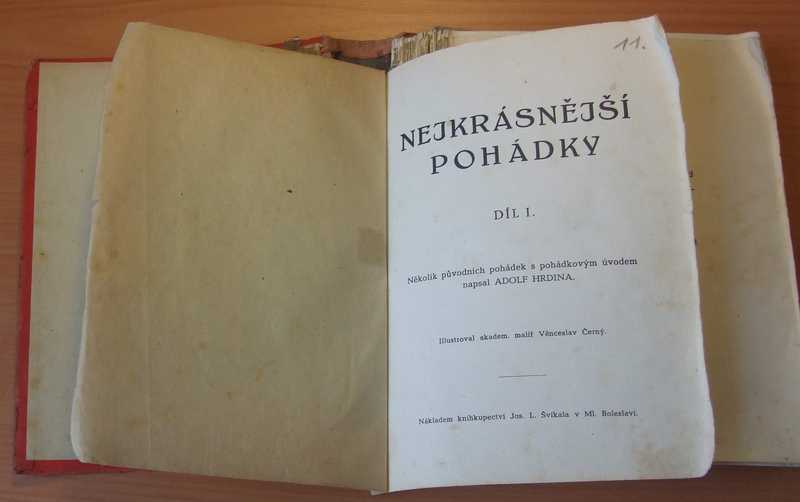 11.
NEJKRÁSNĚJŠÍ
POHÁDKY
DÍL I.
Několik původních pohádek s pohádkovým úvodem
napsal ADOLF HRDINA.
Illustroval akadem. malíř Věnceslav Černý.
Nákladem knihkupectví Jos. L. Švíkala v Ml. Boleslavi.